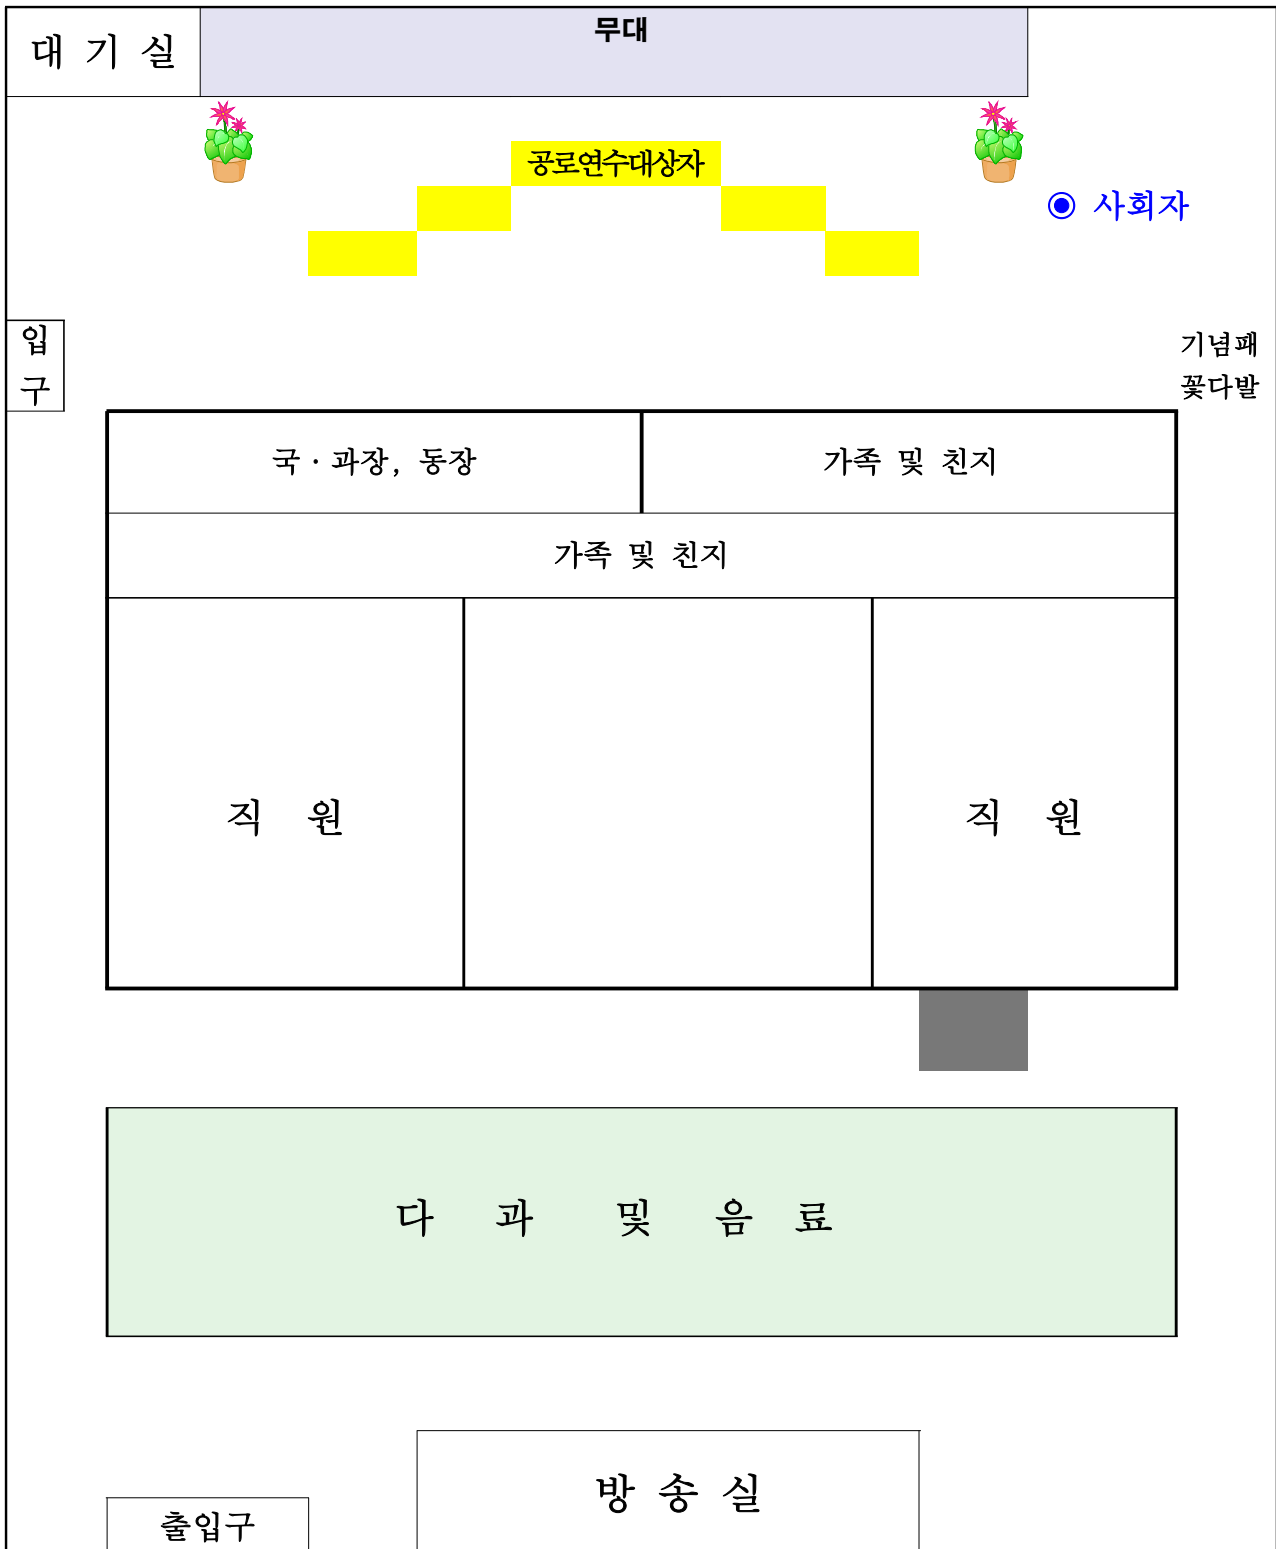 무대
대 기 실
공로연수대상자
◉ 사회자
입
구
기념패
꽃다발
국 · 과장, 동장
가족 및 친지
가족 및 친지
직 원
직 원
다 과 및 음 료
방 송 실
출입구